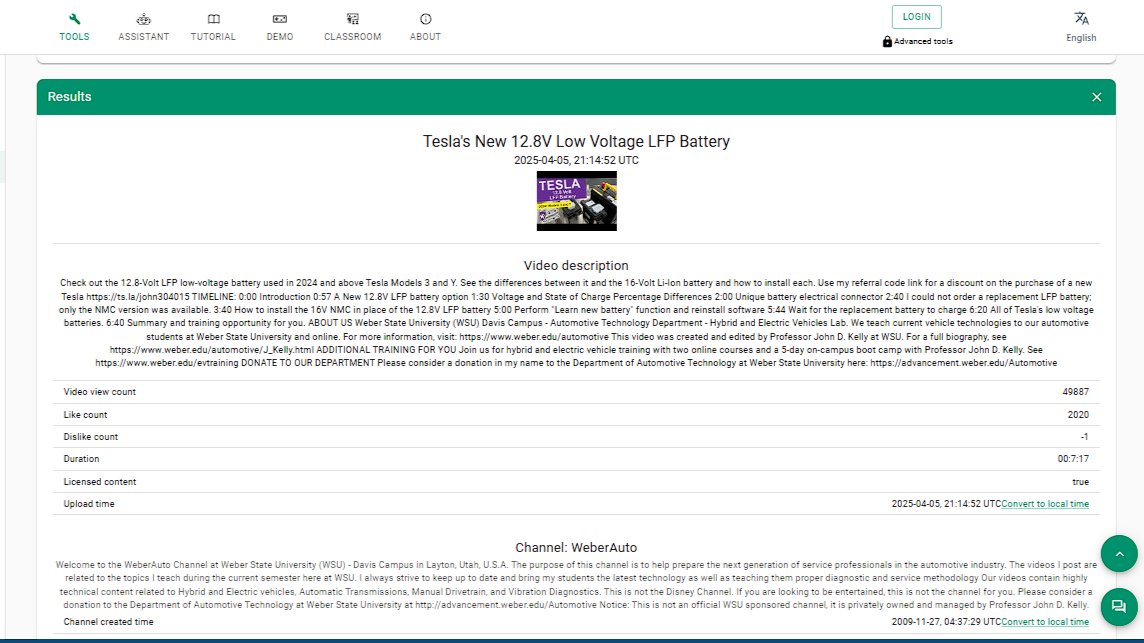 TOOLS
ASSISTANT
TUTORIAL
DEMO
CLASSROOM
ABOUT
LOGIN
Advanced tools
English
Results
Tesla's New 12.8V Low Voltage LFP Battery
2025-04-05, 21:14:52 UTC
TESLA
12.8 Volt
LFP Battery
Video description
Check out the 12.8-Volt LFP low-voltage battery used in 2024 and above Tesla Models 3 and Y. See the differences between it and the 16-Volt Li-Ion battery and how to install each. Use my referral code link for a discount on the purchase of a new
Tesla https://ts.la/john304015 TIMELINE: 0:00 Introduction 0:57 A New 12.8V LFP battery option 1:30 Voltage and State of Charge Percentage Differences 2:00 Unique battery electrical connector 2:40 I could not order a replacement LFP battery;
only the NMC version was available. 3:40 How to install the 16V NMC in place of the 12.8V LFP battery 5:00 Perform "Learn new battery" function and reinstall software 5:44 Wait for the replacement battery to charge 6:20 All of Tesla's low voltage
batteries. 6:40 Summary and training opportunity for you. ABOUT US Weber State University (WSU) Davis Campus - Automotive Technology Department - Hybrid and Electric Vehicles Lab. We teach current vehicle technologies to our automotive
students at Weber State University and online. For more information, visit: https://www.weber.edu/automotive This video was created and edited by Professor John D. Kelly at WSU. For a full biography, see
https://www.weber.edu/automotive/J_Kelly.html ADDITIONAL TRAINING FOR YOU Join us for hybrid and electric vehicle training with two online courses and a 5-day on-campus boot camp with Professor John D. Kelly. See
https://www.weber.edu/evtraining DONATE TO OUR DEPARTMENT Please consider a donation in my name to the Department of Automotive Technology at Weber State University here: https://advancement.weber.edu/Automotive
Video view count 49887
Like count 2020
Dislike count -1
Duration 00:7:17
Licensed content true
Upload time 2025-04-05, 21:14:52 UTCConvert to local time
Channel: WeberAuto
Welcome to the WeberAuto Channel at Weber State University (WSU) - Davis Campus in Layton, Utah, U.S.A. The purpose of this channel is to help prepare the next generation of service professionals in the automotive industry. The videos I post are
related to the topics I teach during the current semester here at WSU. I always strive to keep up to date and bring my students the latest technology as well as teaching them proper diagnostic and service methodology Our videos contain highly
technical content related to Hybrid and Electric vehicles, Automatic Transmissions, Manual Drivetrain, and Vibration Diagnostics. This is not the Disney Channel. If you are looking to be entertained, this is not the channel for you. Please consider a
donation to the Department of Automotive Technology at Weber State University at http://advancement.weber.edu/Automotive Notice: This is not an official WSU sponsored channel, it is privately owned and managed by Professor John D. Kelly.
Channel created time 2009-11-27, 04:37:29 UTCConvert to local time